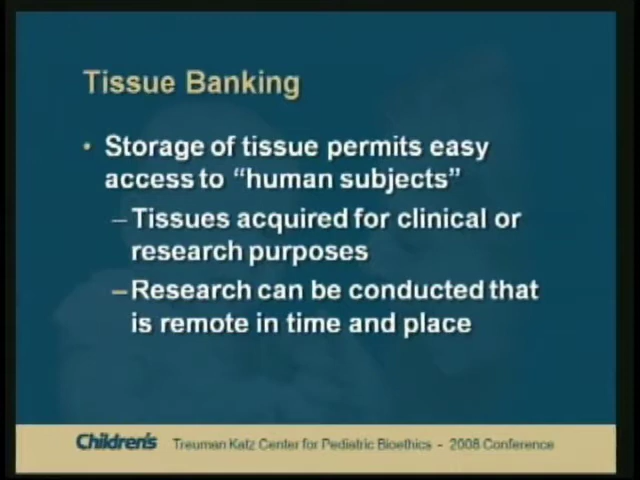 Tissue Banking
• Storage of tissue permits easy
access to “human subjects”
–Tissues acquired for clinical or
research purposes
–Research can be conducted that
is remote in time and place
Children's Treuman Katz Center for Pediatric Bioethics - 2008 Conference